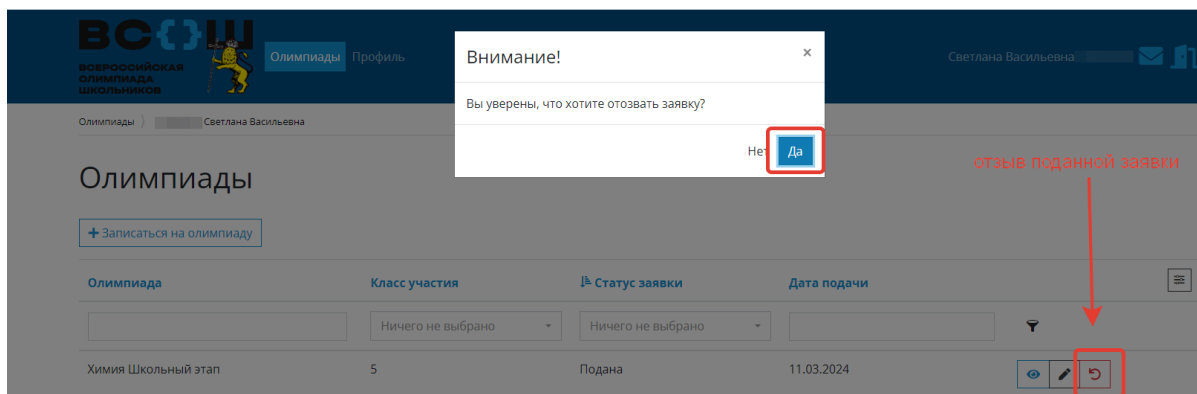 ВС{}Ш
ВСЕРОССИЙСКАЯ
ОЛИМПИАДА
ШКОЛЬНИКОВ
Олимпиады Профиль
Светлана Васильевна
Внимание! ×
Вы уверены, что хотите отозвать заявку?
Нет Да
Олимпиады Светлана Васильевна
отзыв поданной заявки
Олимпиады
+ Записаться на олимпиаду
Олимпиада Класс участия Статус заявки Дата подачи
Ничего не выбрано Ничего не выбрано
Химия Школьный этап 5 Подана 11.03.2024